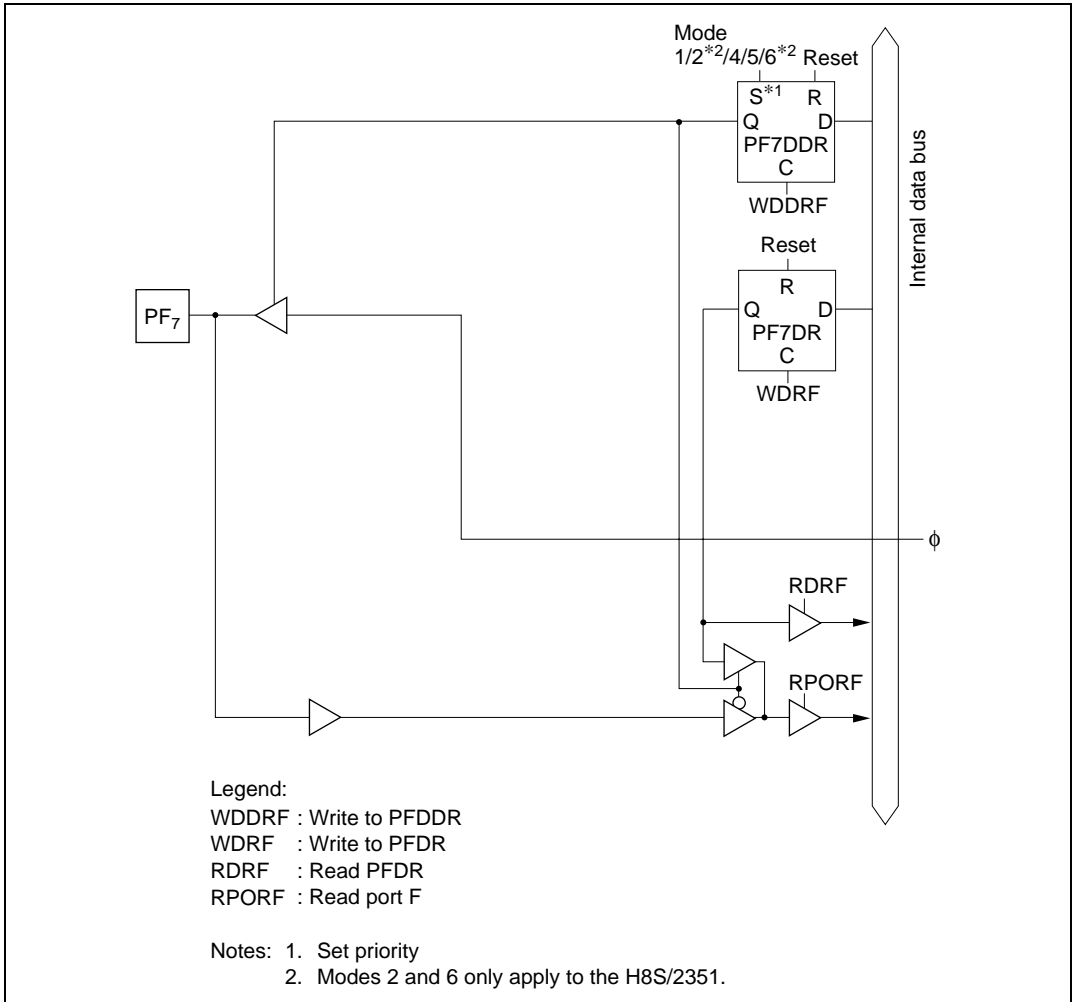 Mode
1/2*2/4/5/6*2 Reset
S*1 R
Q D
PF7DDR
C
WDDRF
Internal data bus
Reset
R
Q D
PF7DR
C
WDRF
PF7
ϕ
RDRF
RPORF
Legend:
WDDRF : Write to PFDDR
WDRF : Write to PFDR
RDRF : Read PFDR
RPORF : Read port F
Notes: 1. Set priority
2. Modes 2 and 6 only apply to the H8S/2351.